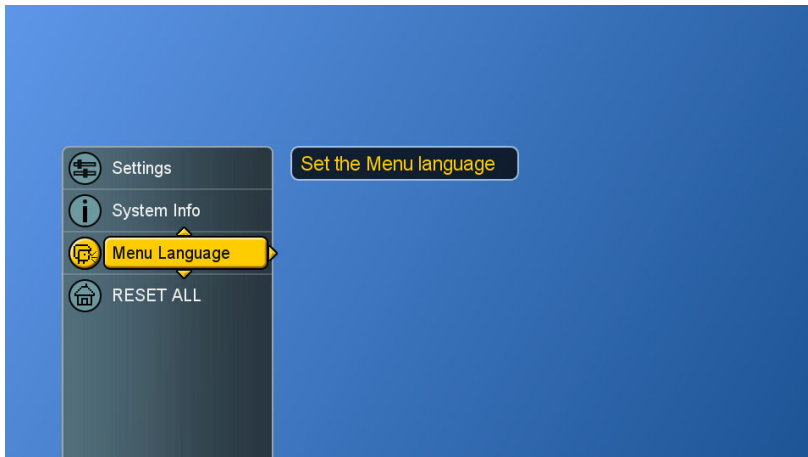 Settings
Set the Menu language
System Info
Menu Language
RESET ALL